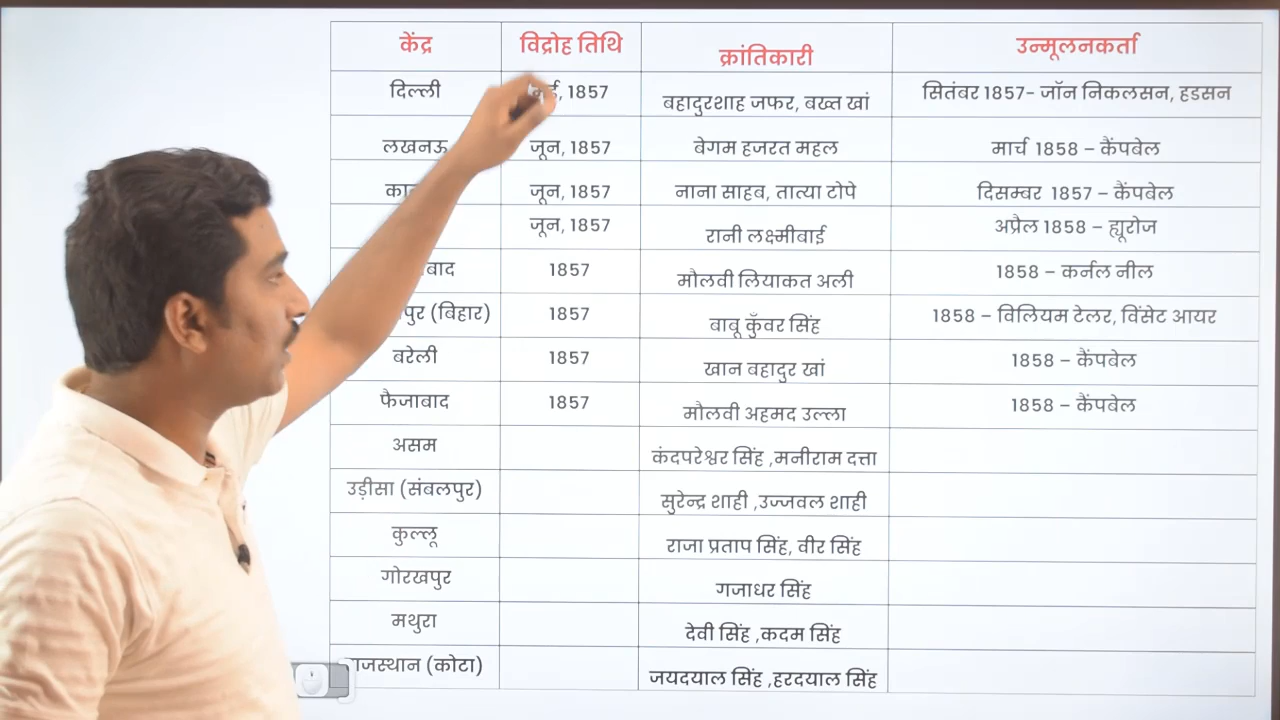 केंद्र विद्रोह तिथि क्रांतिकारी उन्मूलनकर्ता
दिल्ली 1857 बहादुरशाह जफर, बख्त खां सितंबर 1857- जॉन निकलसन, हडसन
लखनऊ जून, 1857 बेगम हजरत महल मार्च 1858 – कैंपबेल
जून, 1857 नाना साहब, तात्या टोपे दिसम्बर 1857 – कैंपबेल
जून, 1857 रानी लक्ष्मीबाई अप्रैल 1858 – ह्यूरोज
1857 मौलवी लियाकत अली 1858 – कर्नल नील
(बिहार) 1857 बाबू कुँवर सिंह 1858 – विलियम टेलर, विंसेट आयर
बरेली 1857 खान बहादुर खां 1858 – कैंपबेल
फैजाबाद 1857 मौलवी अहमद उल्ला 1858 – कैंपबेल
असम कंदपरेश्वर सिंह ,मनीराम दत्ता
उड़ीसा (संबलपुर) सुरेन्द्र शाही ,उज्जवल शाही
कुल्लू राजा प्रताप सिंह, वीर सिंह
गोरखपुर गजाधर सिंह
मथुरा देवी सिंह ,कदम सिंह
राजस्थान (कोटा) जयदयाल सिंह ,हरदयाल सिंह